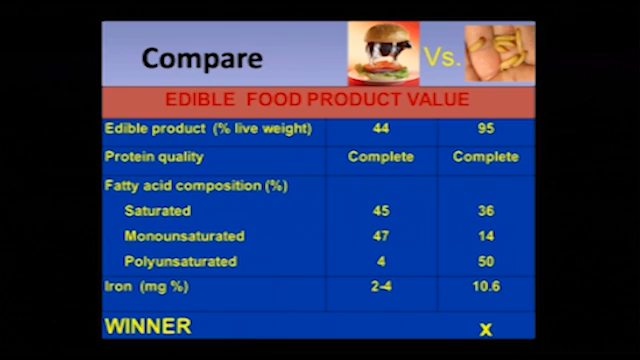 Compare Vs.
EDIBLE FOOD PRODUCT VALUE
Edible product (% live weight) 44 95
Protein quality Complete Complete
Fatty acid composition (%)
Saturated 45 36
Monounsaturated 47 14
Polyunsaturated 4 50
Iron (mg %) 2-4 10.6
WINNER x